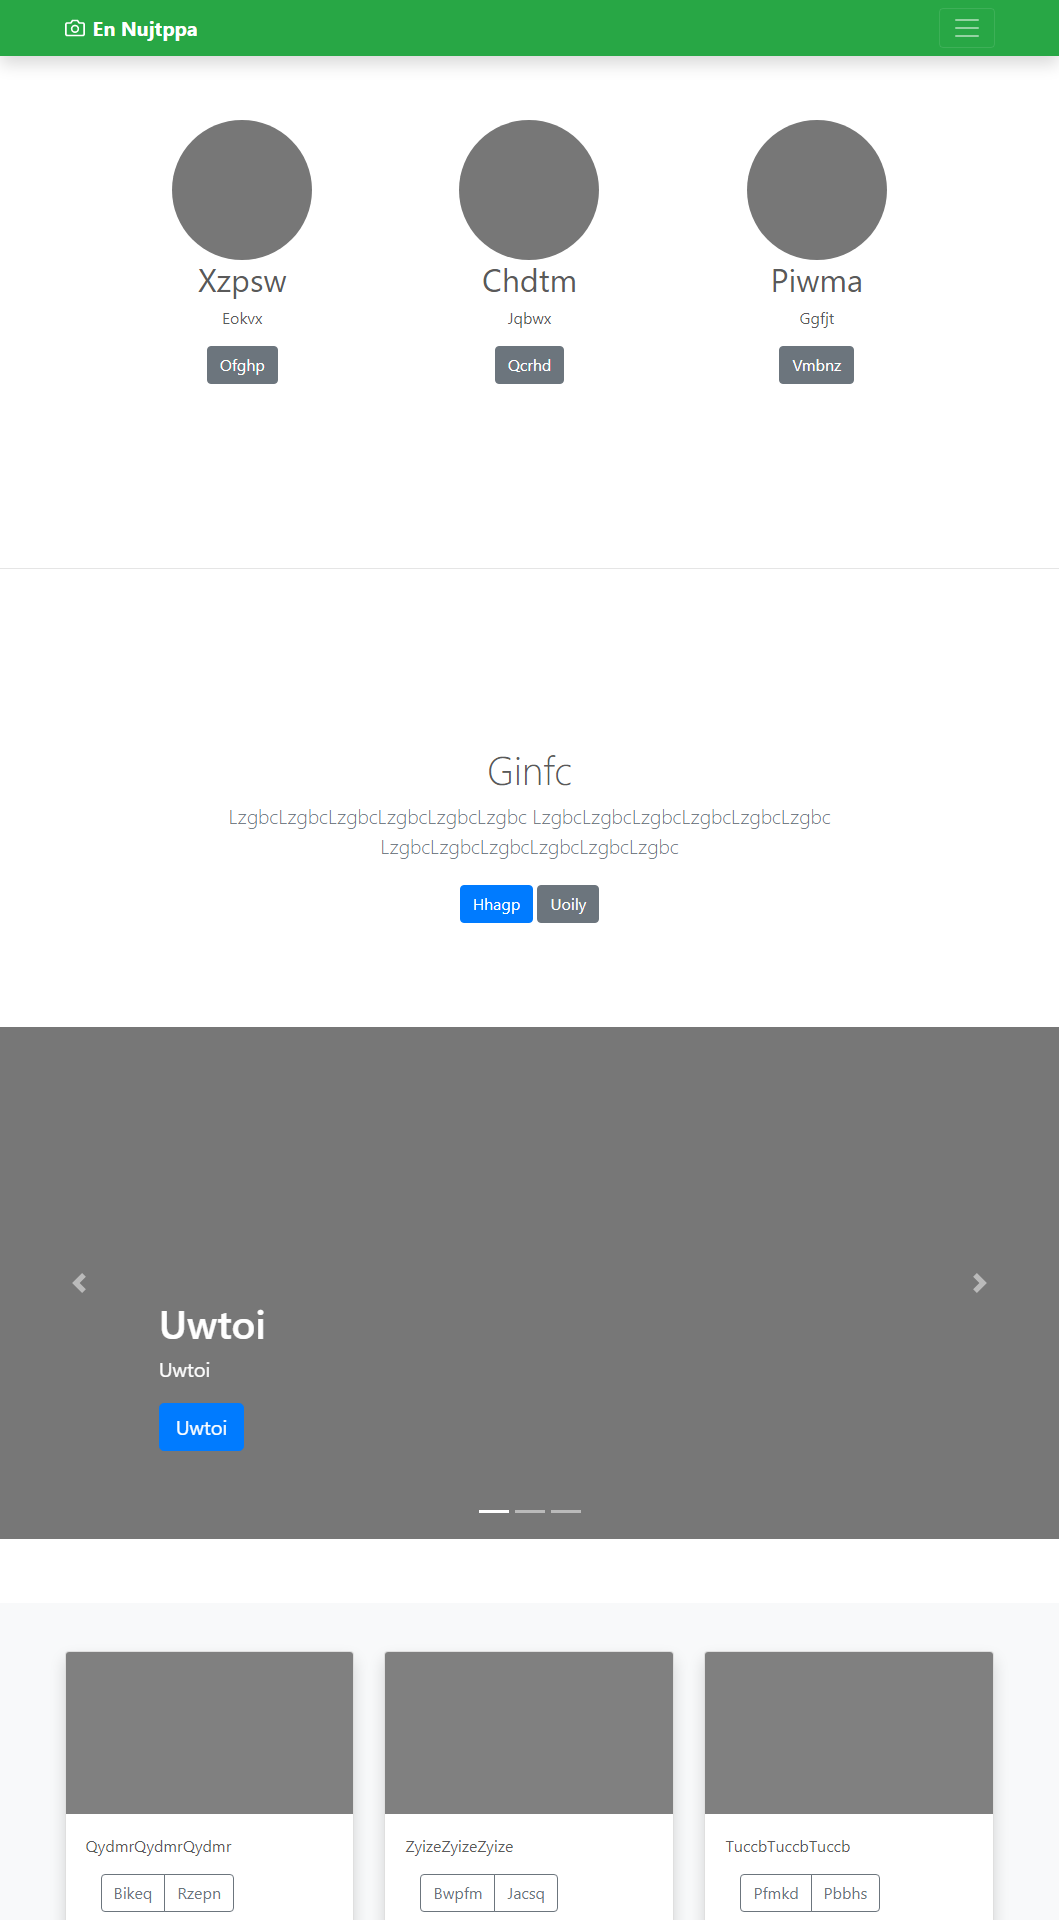 En Nujtppa
Xzpsw
Chdtm
Piwma
Eokvx
Jqbwx
Ggfjt
Ofghp
Qcrhd
Vmbnz
Ginfc
LzgbcLzgbcLzgbcLzgbcLzgbcLzgbc LzgbcLzgbcLzgbcLzgbcLzgbcLzgbc
LzgbcLzgbcLzgbcLzgbcLzgbcLzgbc
Hhagp Uoily
Uwtoi
Uwtoi
Uwtoi
QydmrQydmrQydmr
Bikeq Rzepn
ZyizeZyizeZyize
Bwpfm Jacsq
TuccbTuccbTuccb
Pfmkd Pbbhs